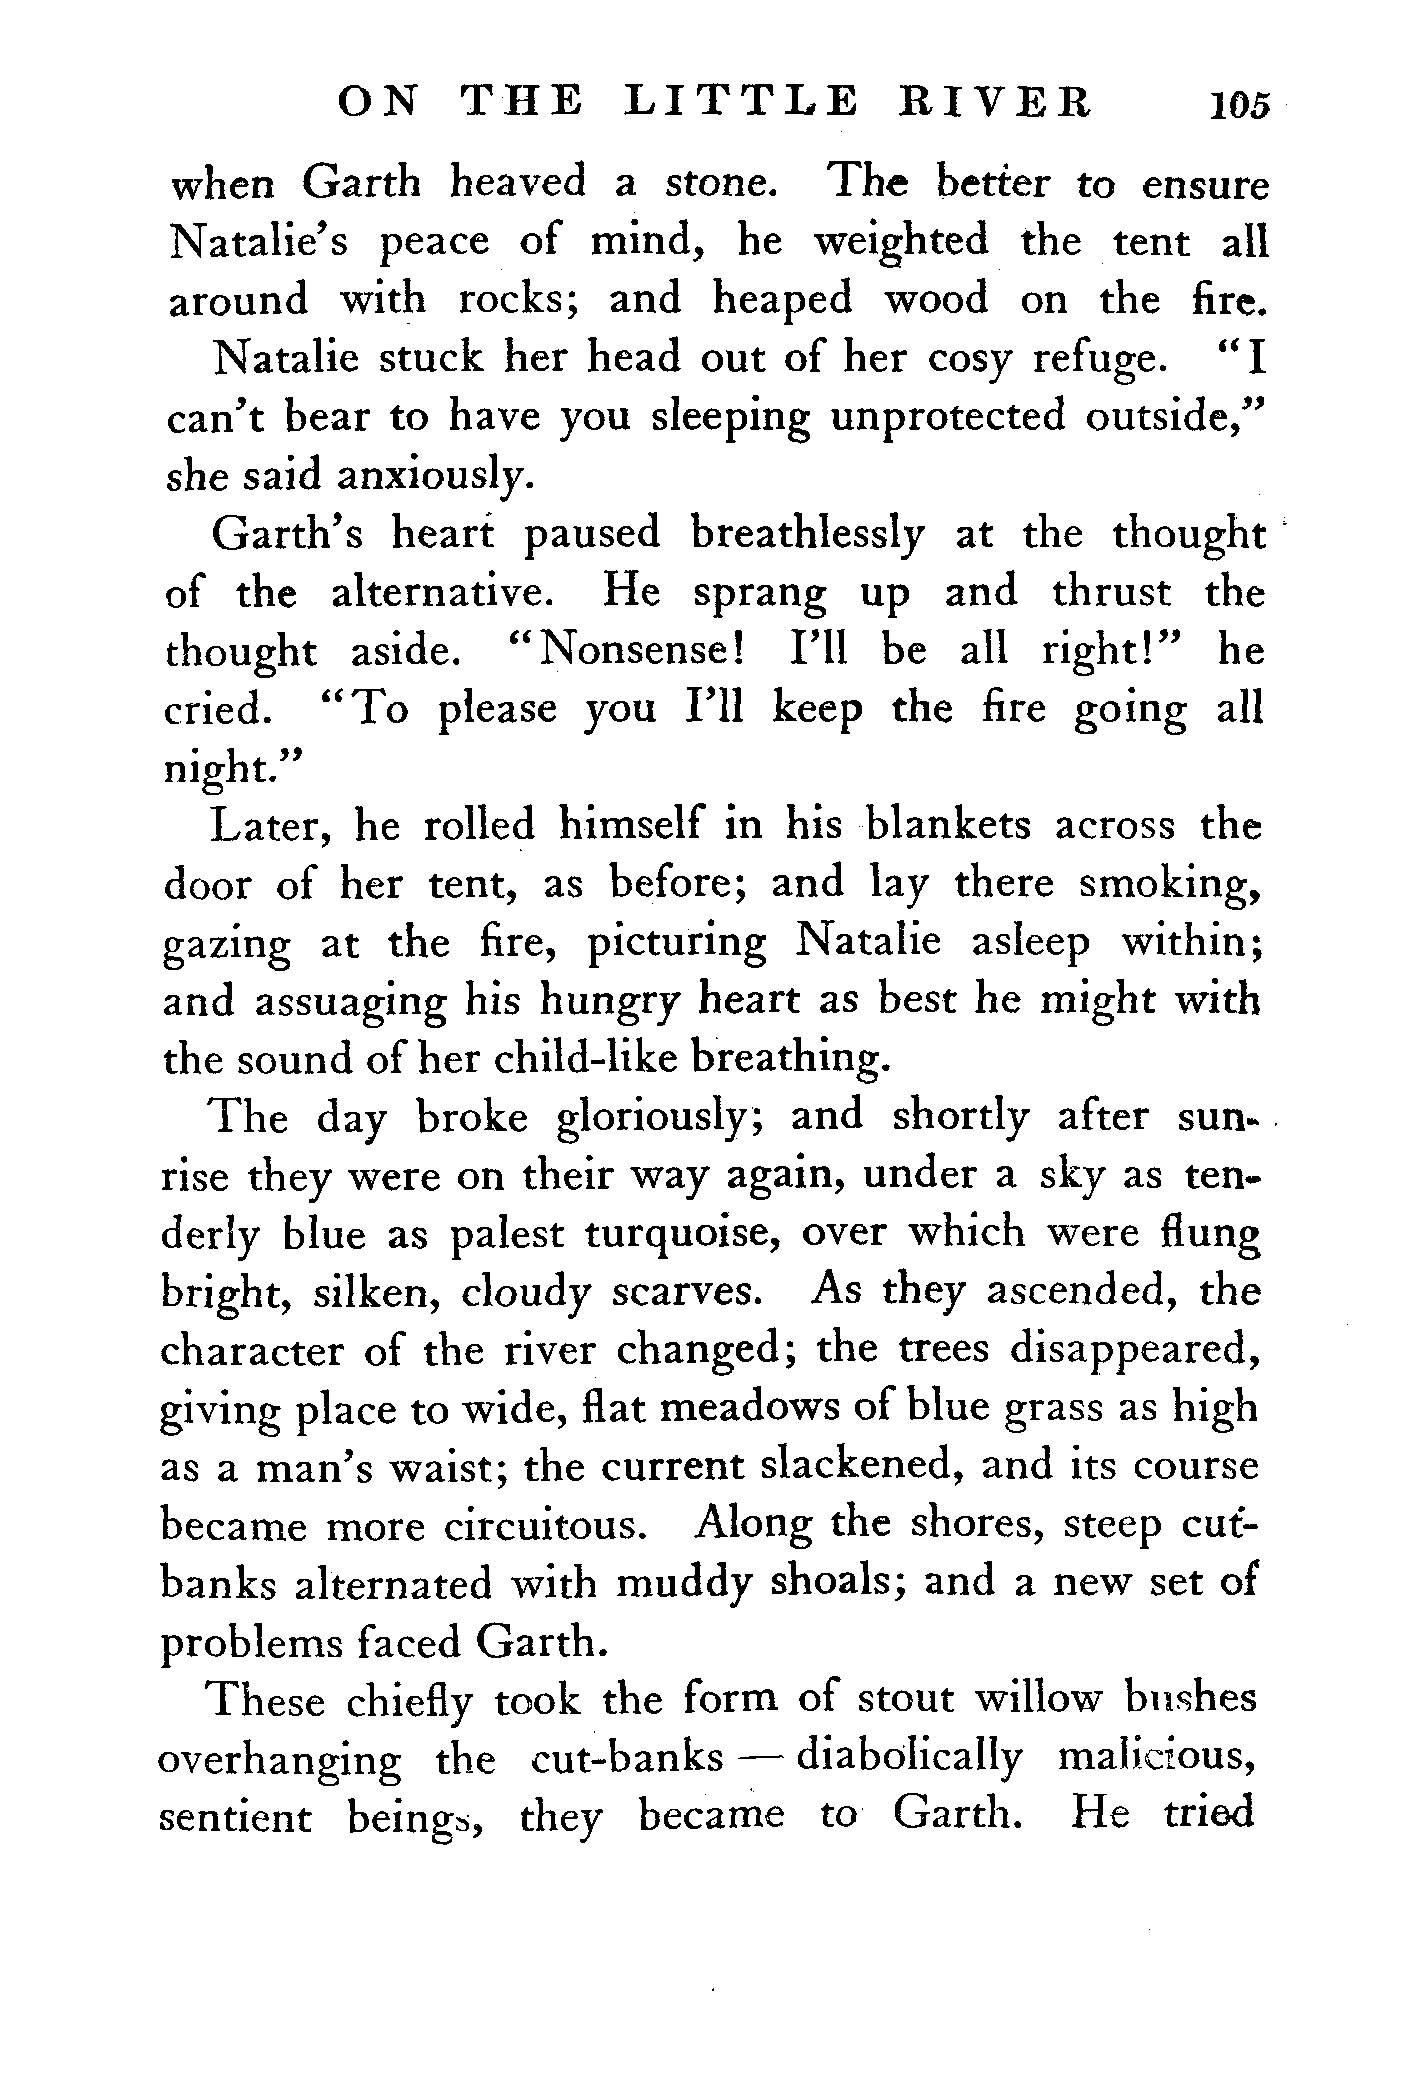 ON THE LITTLE RIVER 105
when Garth heaved a stone. The better to ensure
Natalie's peace of mind, he weighted the tent all
around with rocks; and heaped wood on the fire.
Natalie stuck her head out of her cosy refuge. "I
can't bear to have you sleeping unprotected outside,"
she said anxiously.
Garth's heart paused breathlessly at the thought
of the alternative. He sprang up and thrust the
thought aside. "Nonsense! I'll be all right!" he
cried. "To please you I'll keep the fire going all
night."
Later, he rolled himself in his blankets across the
door of her tent, as before; and lay there smoking,
gazing at the fire, picturing Natalie asleep within;
and assuaging his hungry heart as best he might with
the sound of her child-like breathing.
The day broke gloriously; and shortly after sun-
rise they were on their way again, under a sky as ten-
derly blue as palest turquoise, over which were flung
bright, silken, cloudy scarves. As they ascended, the
character of the river changed; the trees disappeared,
giving place to wide, flat meadows of blue grass as high
as a man's waist; the current slackened, and its course
became more circuitous. Along the shores, steep cut-
banks alternated with muddy shoals; and a new set of
problems faced Garth.
These chiefly took the form of stout willow bushes
overhanging the cut-banks — diabolically malicious,
sentient beings, they became to Garth. He tried